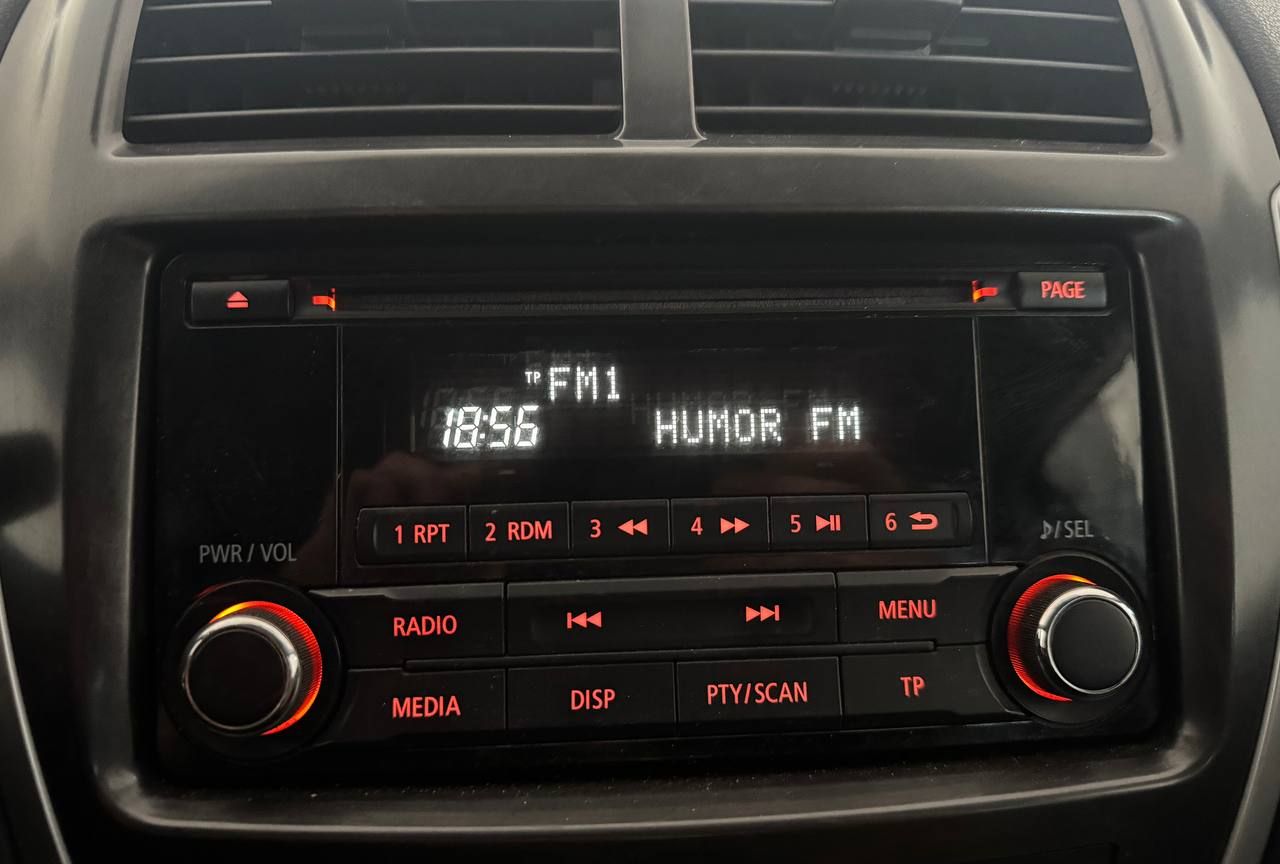 PAGE
TP FM1
18:56 HUMOR FM
1 RPT 2 RDM 3 4 5 6
PWR / VOL
/SEL
RADIO MENU
MEDIA DISP PTY/SCAN TP